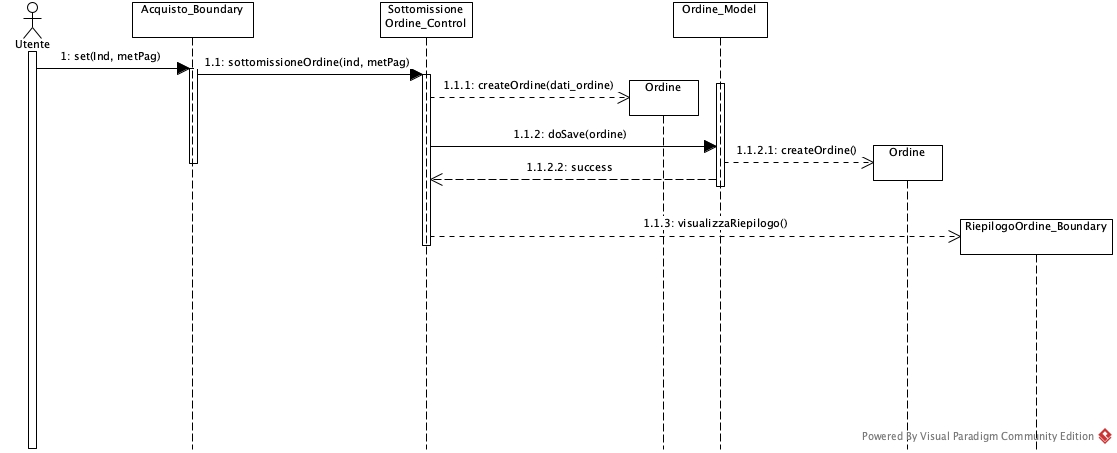 Acquisto_Boundary
Sottomissione
Ordine_Control
Ordine_Model
Utente
1: set(Ind, metPag)
1.1: sottomissioneOrdine(ind, metPag)
1.1.1: createOrdine(dati_ordine)
Ordine
1.1.2: doSave(ordine)
1.1.2.1: createOrdine()
Ordine
1.1.2.2: success
1.1.3: visualizzaRiepilogo()
RiepilogoOrdine_Boundary
Powered By Visual Paradigm Community Edition